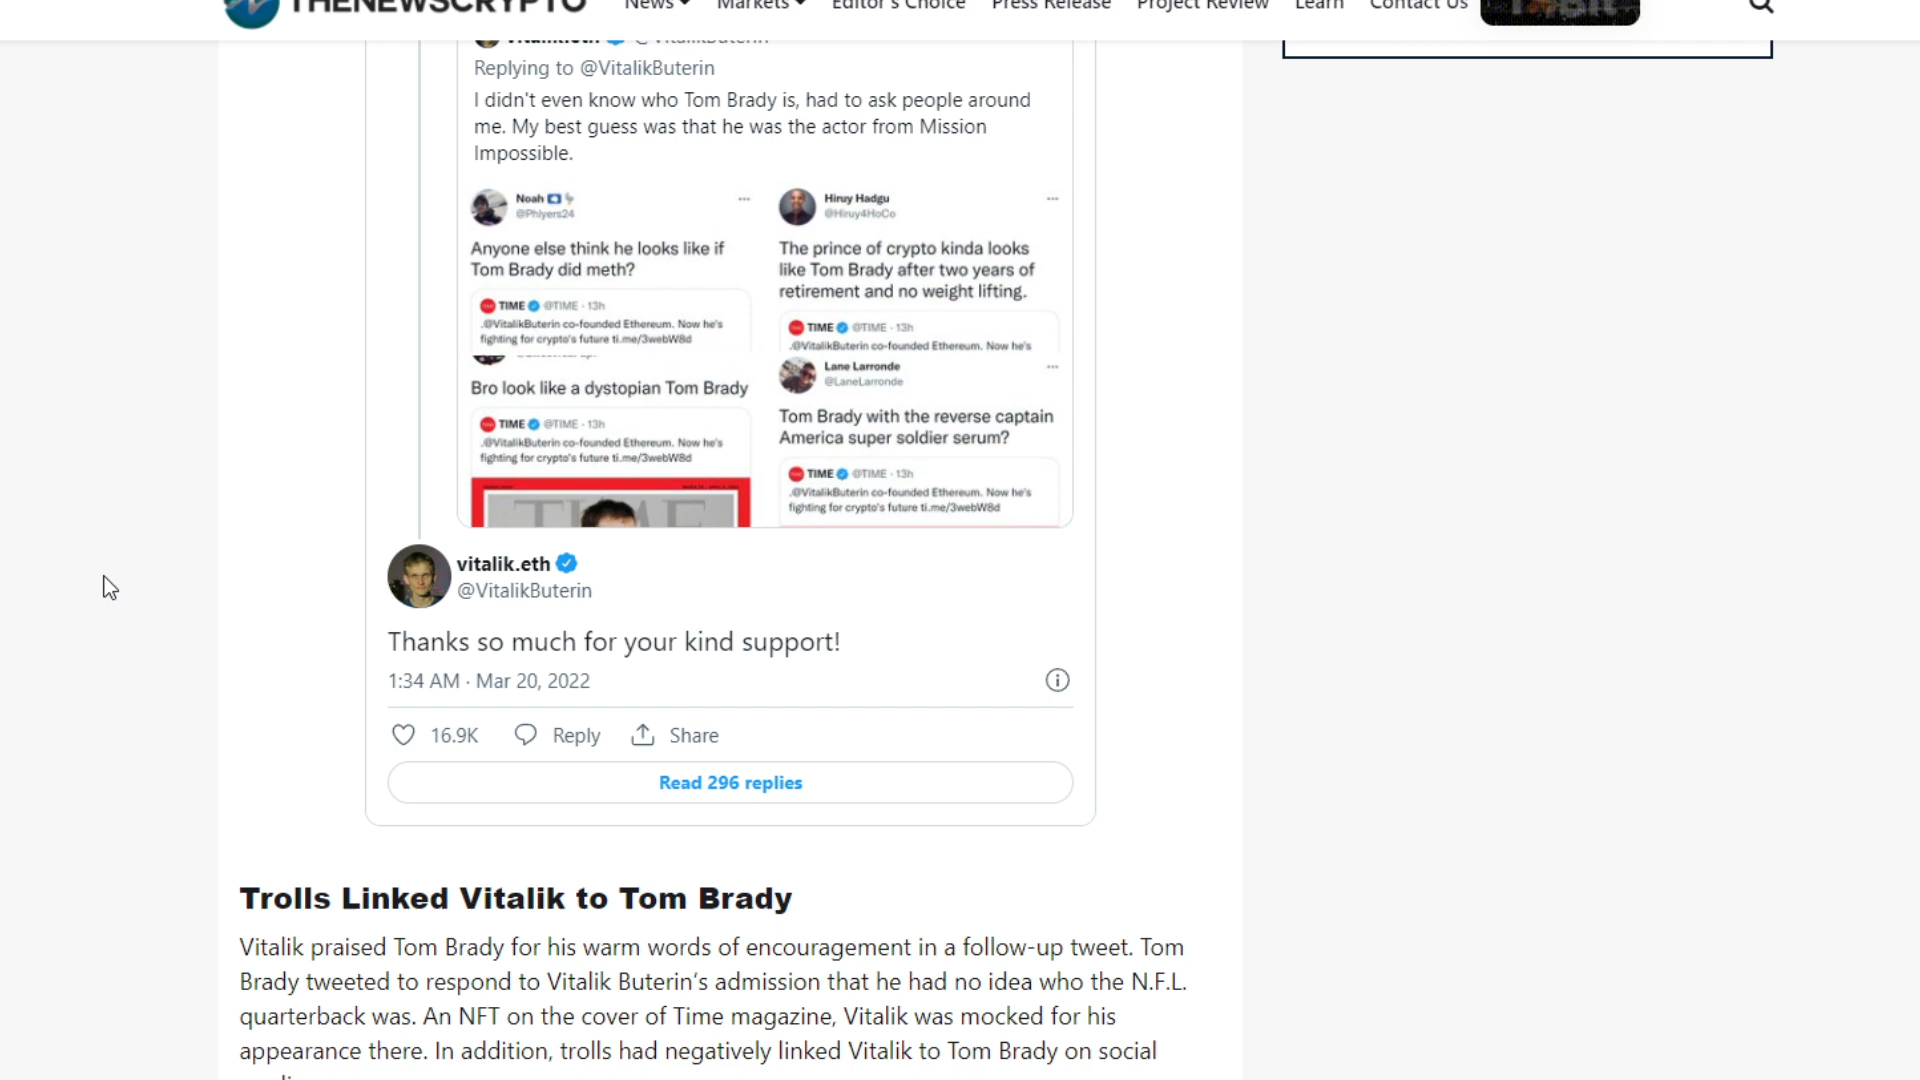 THENEWSCRYPTO
News Markets Editor's Choice Press Release Project Review Learn Contact Us
vitalik.eth @VitalikButerin
Replying to @VitalikButerin
I didn't even know who Tom Brady is, had to ask people around
me. My best guess was that he was the actor from Mission
Impossible.
Noah
@Phlyers24
Anyone else think he looks like if
Tom Brady did meth?
TIME @TIME · 13h
.@VitalikButerin co-founded Ethereum. Now he's
fighting for crypto's future ti.me/3webW8d
Hiruy Hadgu
@Hiruy4HoCo
The prince of crypto kinda looks
like Tom Brady after two years of
retirement and no weight lifting.
TIME @TIME · 13h
.@VitalikButerin co-founded Ethereum. Now he's
Bro look like a dystopian Tom Brady
TIME @TIME · 13h
.@VitalikButerin co-founded Ethereum. Now he's
fighting for crypto's future ti.me/3webW8d
TIME
Lane Larronde
@LaneLarronde
Tom Brady with the reverse captain
America super soldier serum?
TIME @TIME · 13h
.@VitalikButerin co-founded Ethereum. Now he's
fighting for crypto's future ti.me/3webW8d
vitalik.eth
@VitalikButerin
Thanks so much for your kind support!
1:34 AM · Mar 20, 2022
16.9K Reply Share
Read 296 replies
Trolls Linked Vitalik to Tom Brady
Vitalik praised Tom Brady for his warm words of encouragement in a follow-up tweet. Tom
Brady tweeted to respond to Vitalik Buterin's admission that he had no idea who the N.F.L.
quarterback was. An NFT on the cover of Time magazine, Vitalik was mocked for his
appearance there. In addition, trolls had negatively linked Vitalik to Tom Brady on social